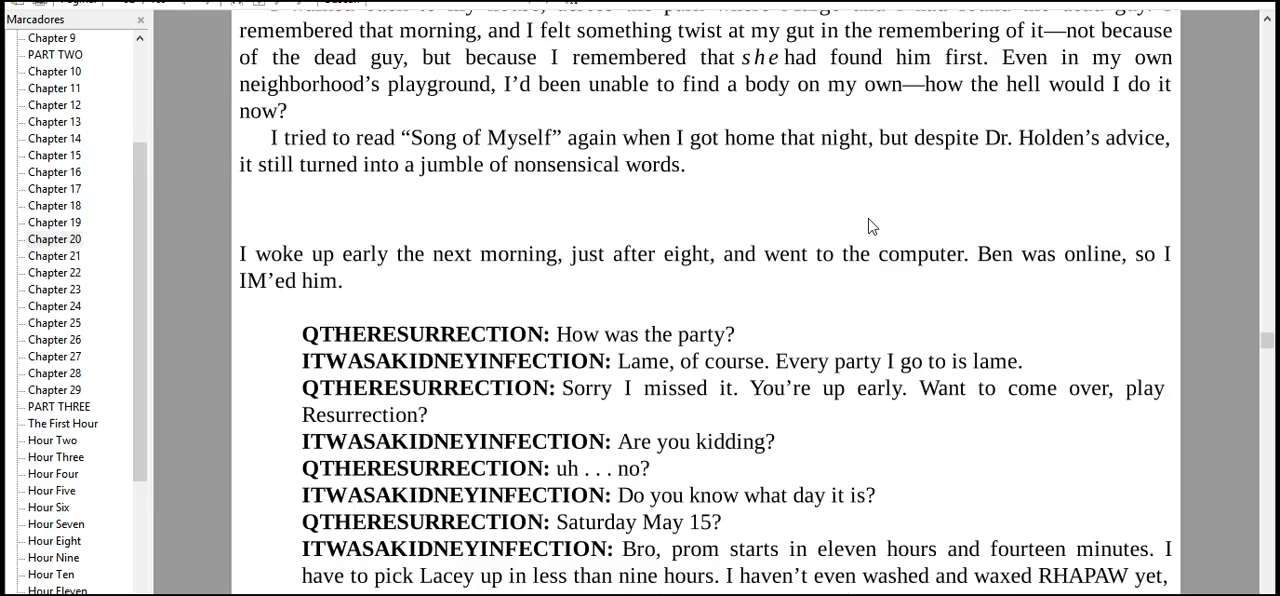 Marcadores
Chapter 9
PART TWO
Chapter 10
Chapter 11
Chapter 12
Chapter 13
Chapter 14
Chapter 15
Chapter 16
Chapter 17
Chapter 18
Chapter 19
Chapter 20
Chapter 21
Chapter 22
Chapter 23
Chapter 24
Chapter 25
Chapter 26
Chapter 27
Chapter 28
Chapter 29
PART THREE
The First Hour
Hour Two
Hour Three
Hour Four
Hour Five
Hour Six
Hour Seven
Hour Eight
Hour Nine
Hour Ten
Hour Eleven
remembered that morning, and I felt something twist at my gut in the remembering of it—not because
of the dead guy, but because I remembered that she had found him first. Even in my own
neighborhood’s playground, I’d been unable to find a body on my own—how the hell would I do it
now?
I tried to read “Song of Myself” again when I got home that night, but despite Dr. Holden’s advice,
it still turned into a jumble of nonsensical words.
I woke up early the next morning, just after eight, and went to the computer. Ben was online, so I
IM’ed him.
QTHERESURRECTION: How was the party?
ITWASAKIDNEYINFECTION: Lame, of course. Every party I go to is lame.
QTHERESURRECTION: Sorry I missed it. You’re up early. Want to come over, play
Resurrection?
ITWASAKIDNEYINFECTION: Are you kidding?
QTHERESURRECTION: uh . . . no?
ITWASAKIDNEYINFECTION: Do you know what day it is?
QTHERESURRECTION: Saturday May 15?
ITWASAKIDNEYINFECTION: Bro, prom starts in eleven hours and fourteen minutes. I
have to pick Lacey up in less than nine hours. I haven’t even washed and waxed RHAPAW yet,